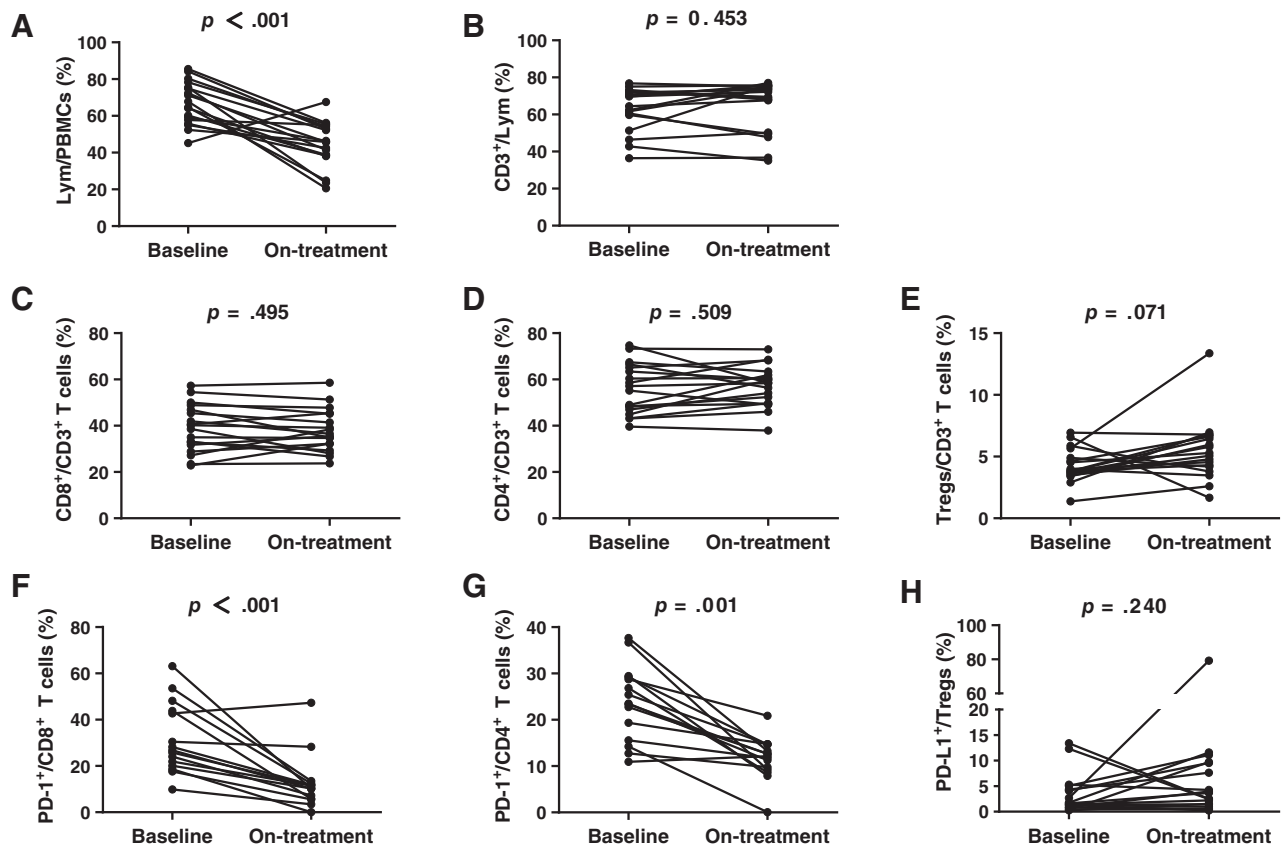 A
p < .001
Lym/PBMCs (%)
100
80
60
40
20
0
Baseline On-treatment
B
p = 0.453
CD3⁺/Lym (%)
100
80
60
40
20
0
Baseline On-treatment
C
p = .495
CD8⁺/CD3⁺ T cells (%)
80
60
40
20
0
Baseline On-treatment
D
p = .509
CD4⁺/CD3⁺ T cells (%)
80
60
40
20
0
Baseline On-treatment
E
p = .071
Tregs/CD3⁺ T cells (%)
15
10
5
0
Baseline On-treatment
F
p < .001
PD-1⁺/CD8⁺ T cells (%)
80
60
40
20
0
Baseline On-treatment
G
p = .001
PD-1⁺/CD4⁺ T cells (%)
40
30
20
10
0
Baseline On-treatment
H
p = .240
PD-L1⁺/Tregs (%)
100
80
60
20
15
10
5
0
Baseline On-treatment